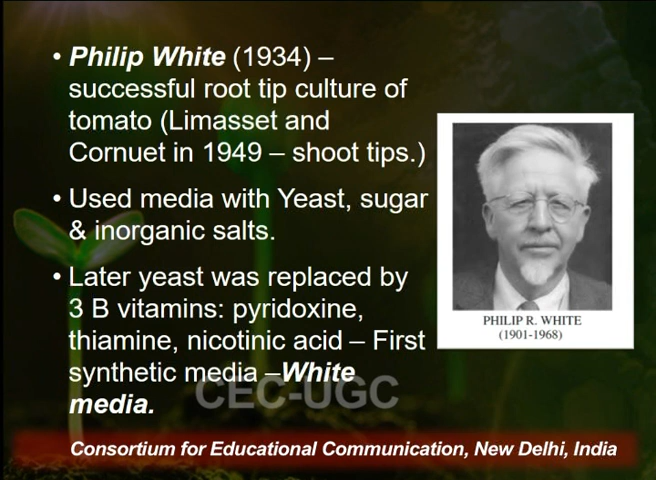 • Philip White (1934) –
successful root tip culture of
tomato (Limasset and
Cornuet in 1949 – shoot tips.)
• Used media with Yeast, sugar
& inorganic salts.
• Later yeast was replaced by
3 B vitamins: pyridoxine,
thiamine, nicotinic acid – First
synthetic media –White
media.
PHILIP R. WHITE
(1901-1968)
CEC-UGC
Consortium for Educational Communication, New Delhi, India